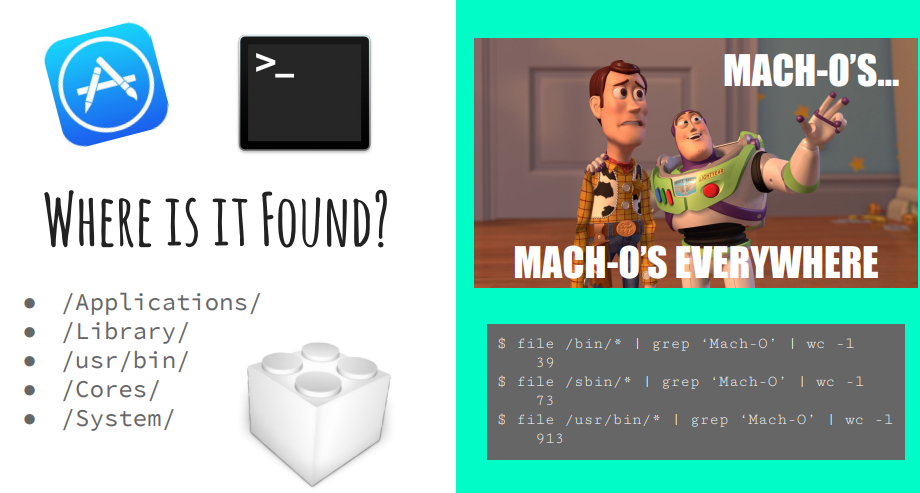 >_
WHERE IS IT FOUND?
● /Applications/
● /Library/
● /usr/bin/
● /Cores/
● /System/
MACH-O'S...
LIGHTYEAR
MACH-O'S EVERYWHERE
$ file /bin/* | grep ‘Mach-O’ | wc -l
39
$ file /sbin/* | grep ‘Mach-O’ | wc -l
73
$ file /usr/bin/* | grep ‘Mach-O’ | wc -l
913